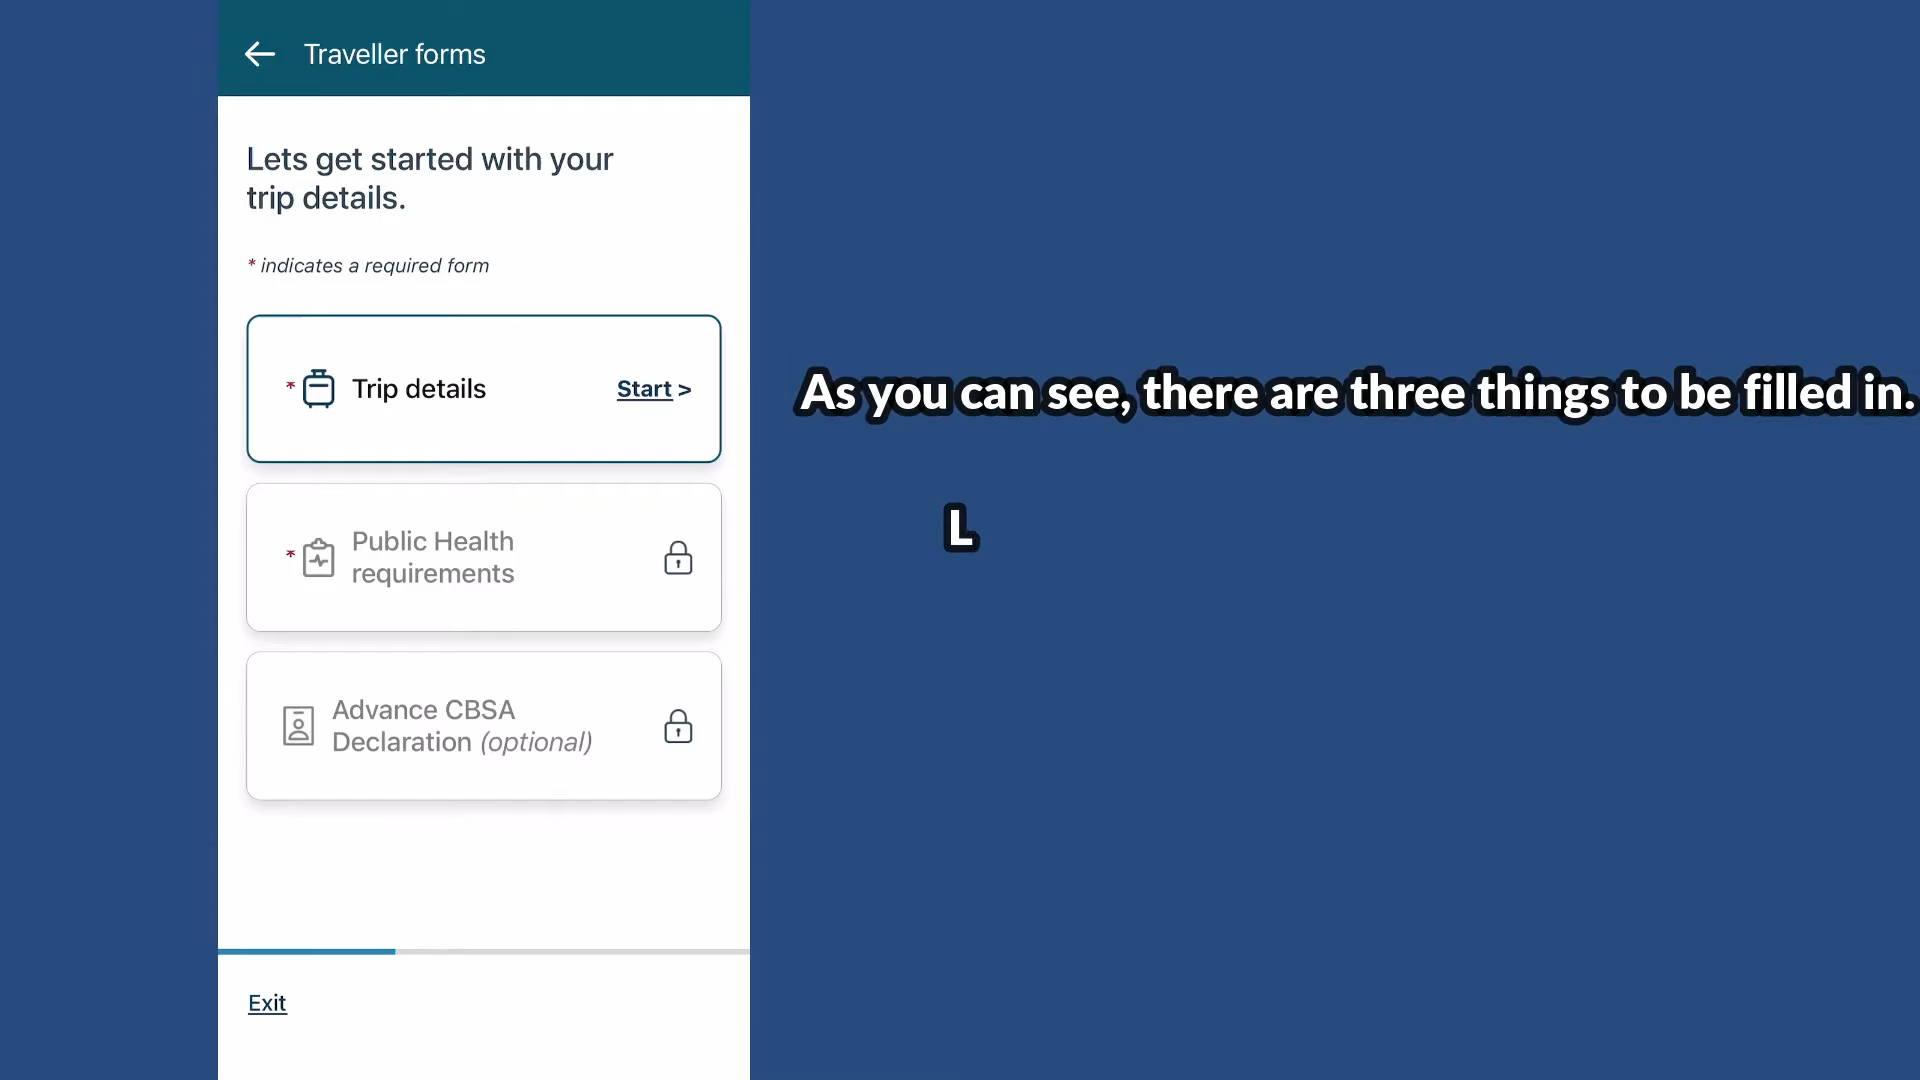 Traveller forms
Lets get started with your
trip details.
* indicates a required form
* Trip details Start >
* Public Health
requirements
Advance CBSA
Declaration (optional)
Exit
As you can see, there are three things to be filled in.
L